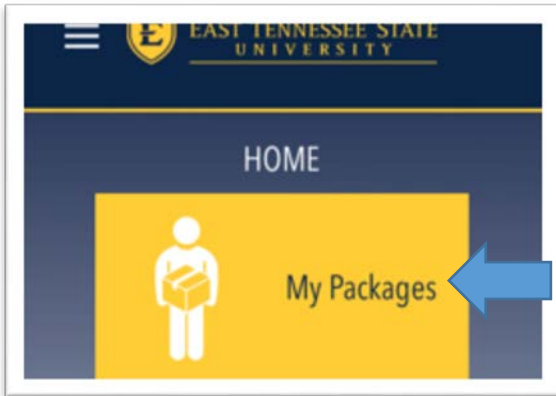 E
EAST TENNESSEE STATE
UNIVERSITY
HOME
My Packages